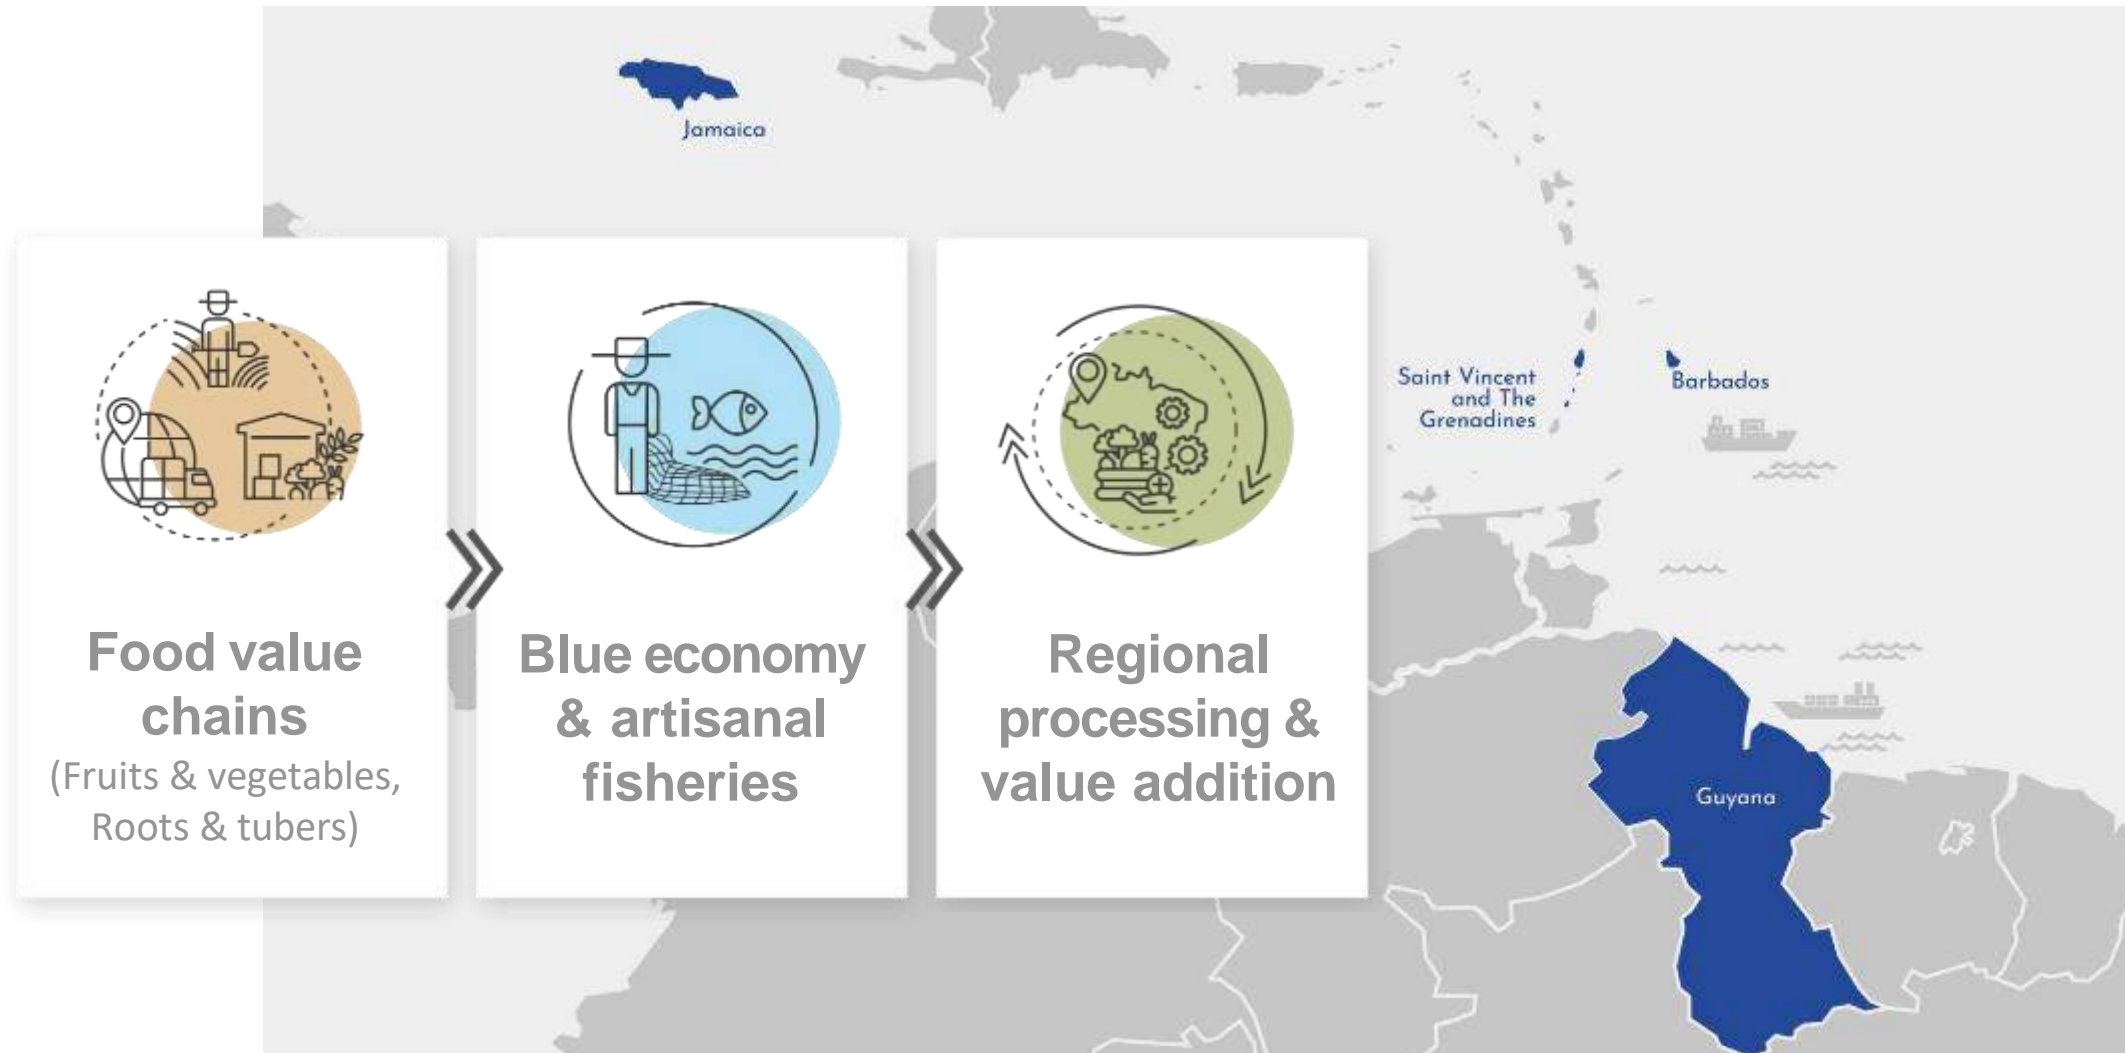 Jamaica
Saint Vincent
and The
Grenadines
Barbados
Guyana
Food value
chains
(Fruits & vegetables,
Roots & tubers)
Blue economy
& artisanal
fisheries
Regional
processing &
value addition